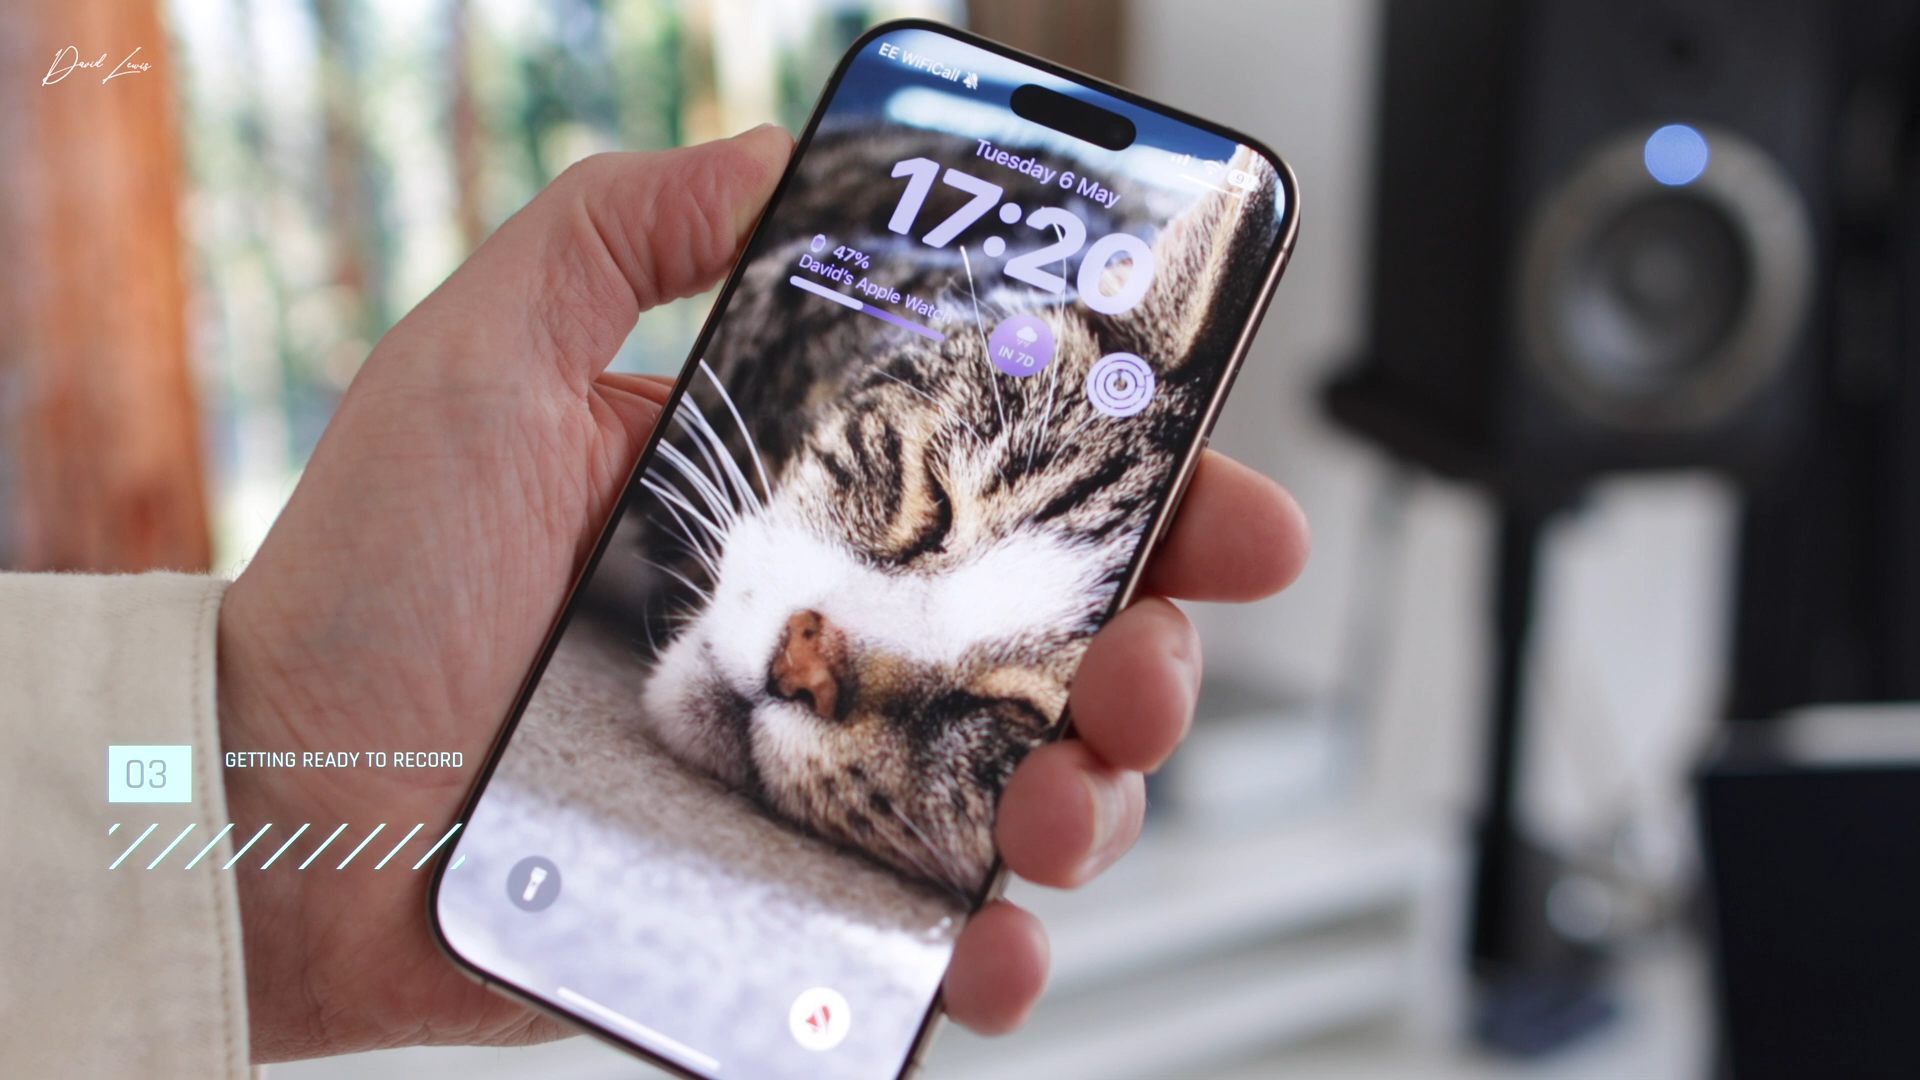 David Lewis
EE WiFiCall
Tuesday 6 May
17:20
47%
David's Apple Watch
IN 7D
03
GETTING READY TO RECORD